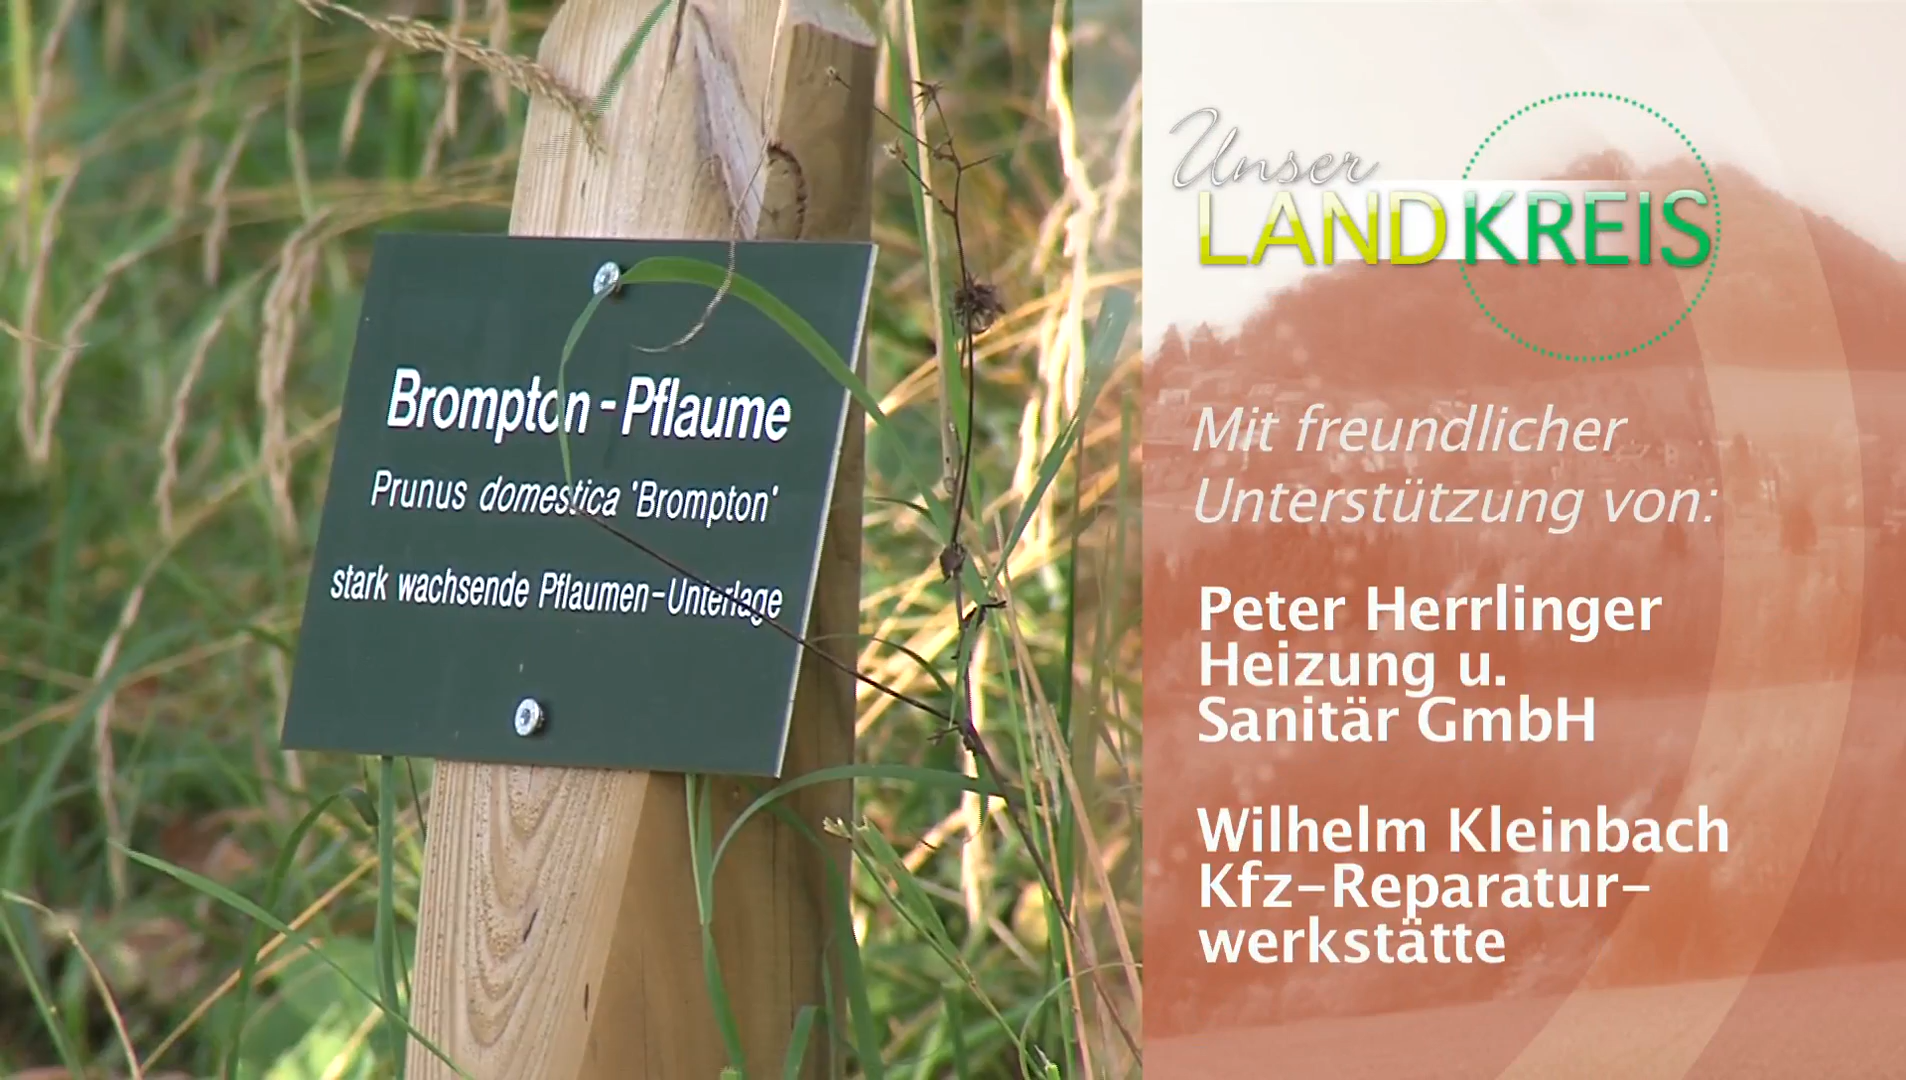 Brompton-Pflaume
Prunus domestica 'Brompton'
stark wachsende Pflaumen-Unterlage
Unser
LANDKREIS
Mit freundlicher
Unterstützung von:
Peter Herrlinger
Heizung u.
Sanitär GmbH
Wilhelm Kleinbach
Kfz-Reparatur-
werkstätte